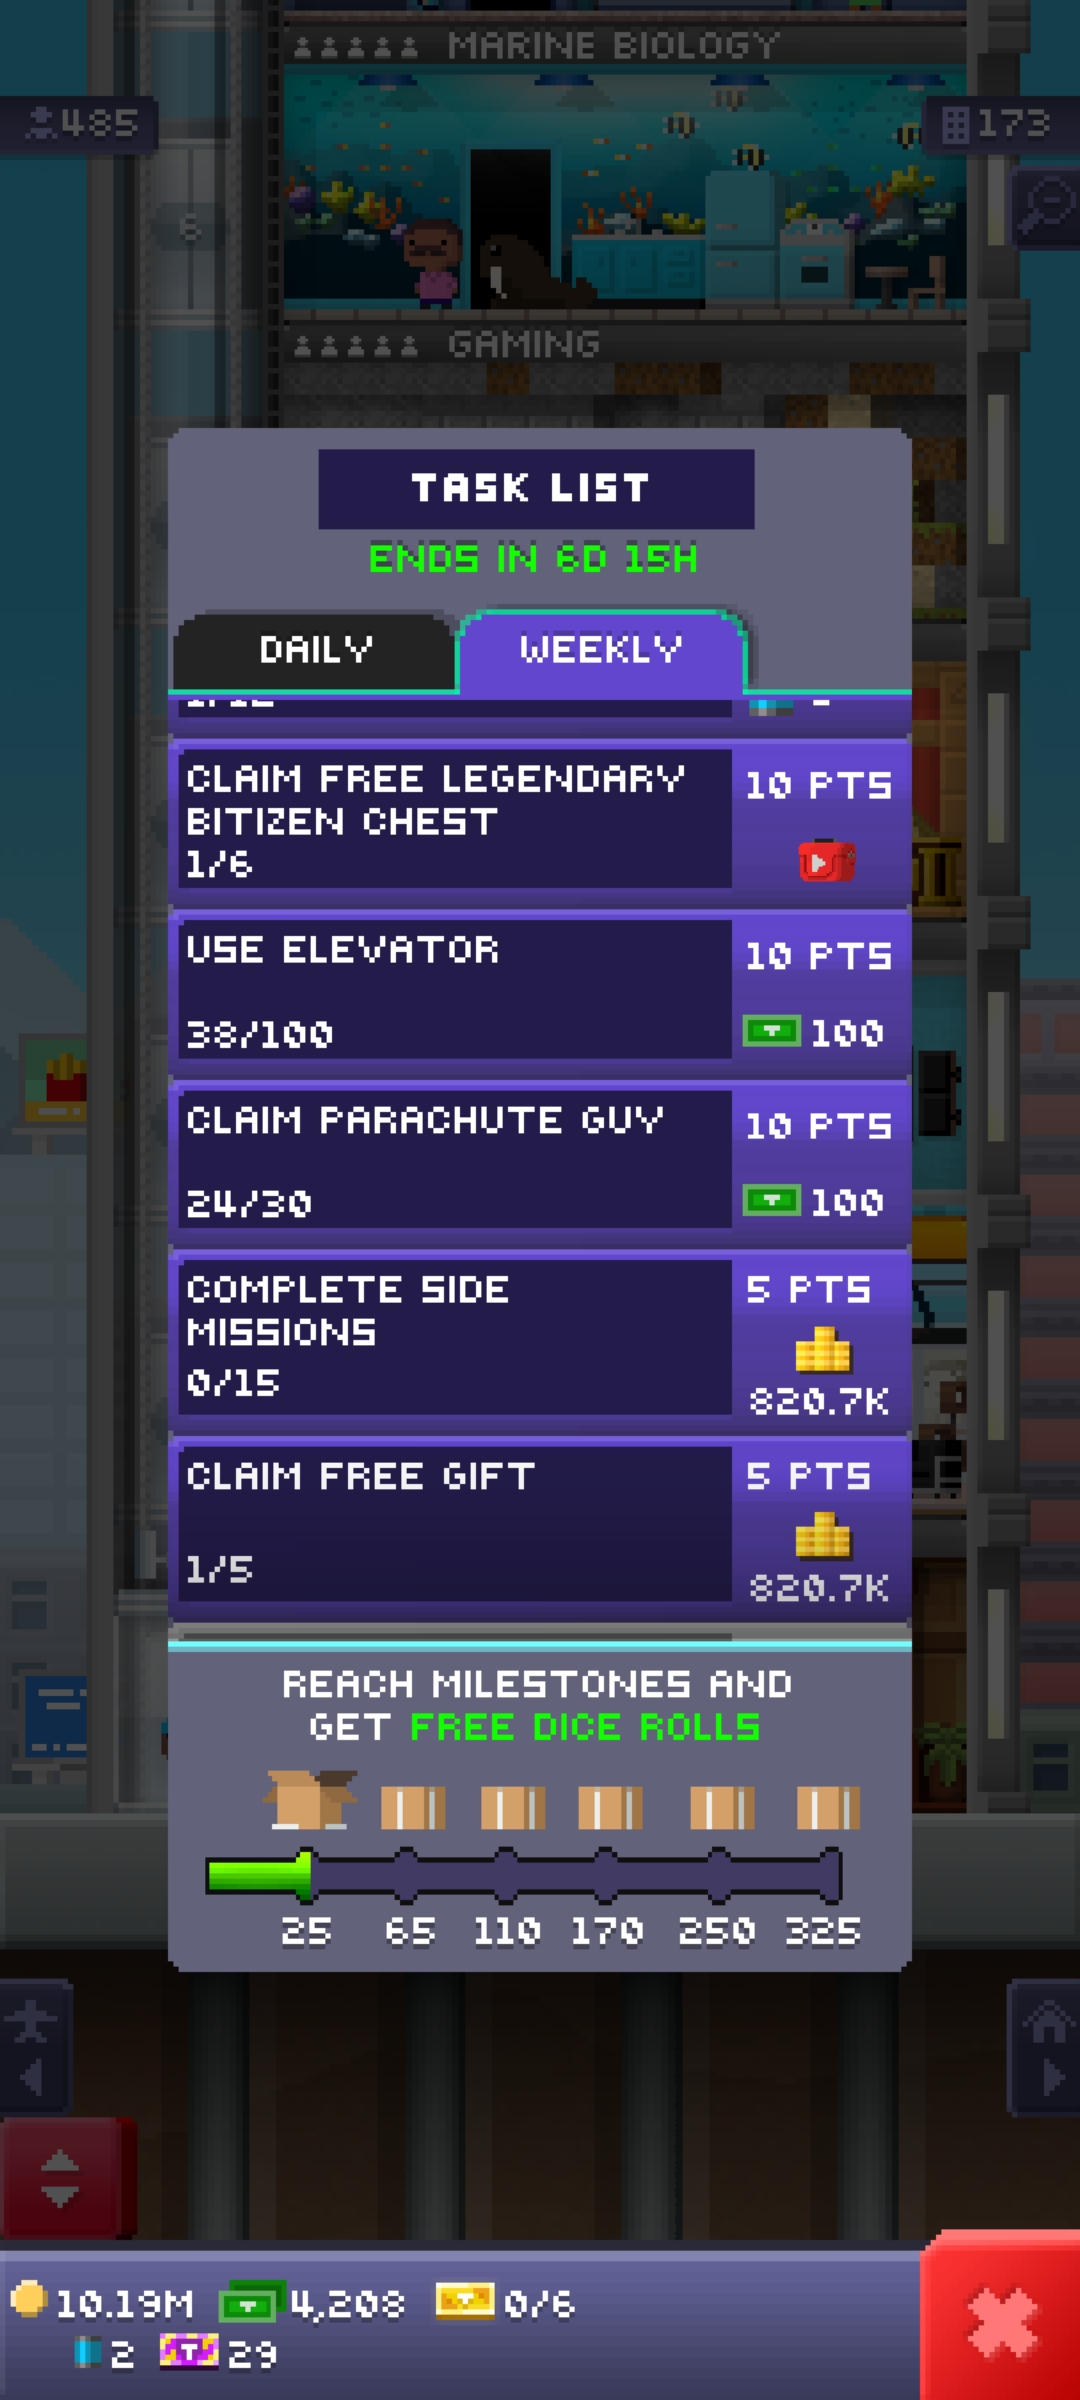 MARINE BIOLOGY
485
173
6
GAMING
TASK LIST
ENDS IN 6D 15H
DAILY
WEEKLY
CLAIM FREE LEGENDARY
BITIZEN CHEST
1/6
10 PTS
USE ELEVATOR
38/100
10 PTS
100
CLAIM PARACHUTE GUY
24/30
10 PTS
100
COMPLETE SIDE
MISSIONS
0/15
5 PTS
820.7K
CLAIM FREE GIFT
1/5
5 PTS
820.7K
REACH MILESTONES AND
GET FREE DICE ROLLS
25 65 110 170 250 325
10.19M 4,208 0/6
2 29